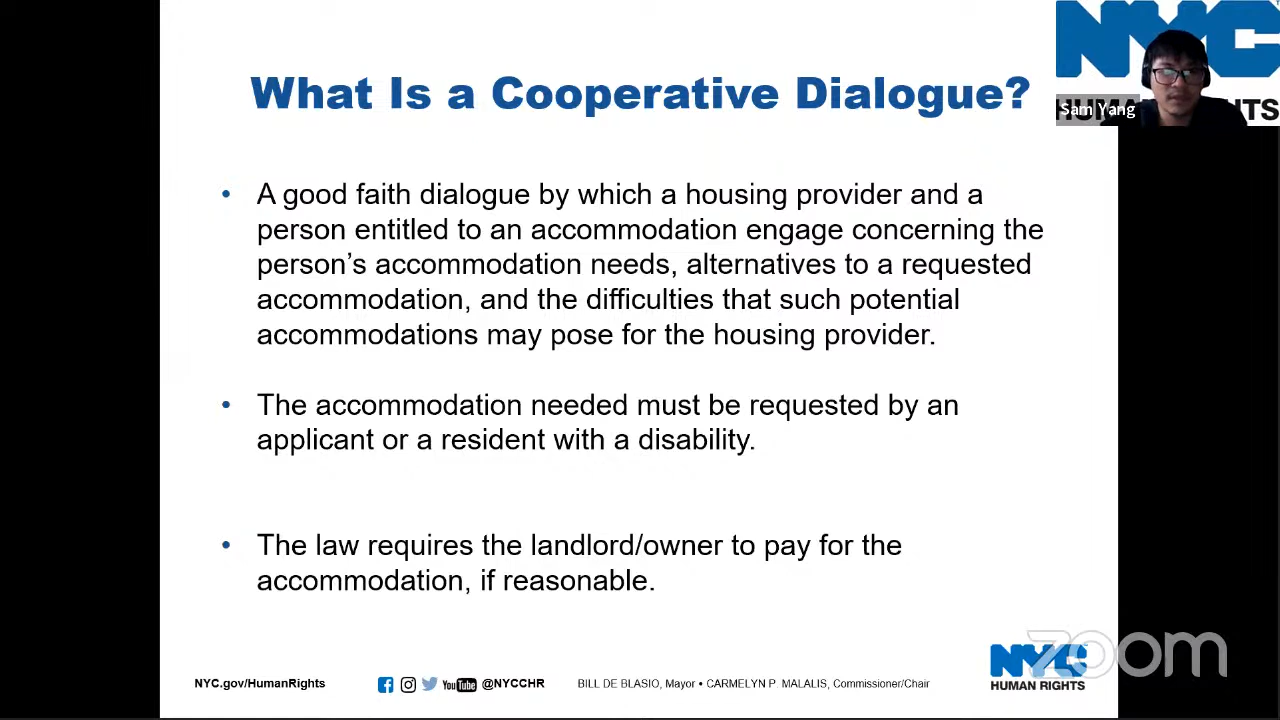 What Is a Cooperative Dialogue?
NYC
HUMAN RIGHTS
Sam Yang
• A good faith dialogue by which a housing provider and a
person entitled to an accommodation engage concerning the
person’s accommodation needs, alternatives to a requested
accommodation, and the difficulties that such potential
accommodations may pose for the housing provider.
• The accommodation needed must be requested by an
applicant or a resident with a disability.
• The law requires the landlord/owner to pay for the
accommodation, if reasonable.
NYC.gov/HumanRights
YouTube @NYCCHR
BILL DE BLASIO, Mayor • CARMELYN P. MALALIS, Commissioner/Chair
NYC
HUMAN RIGHTS
zoom